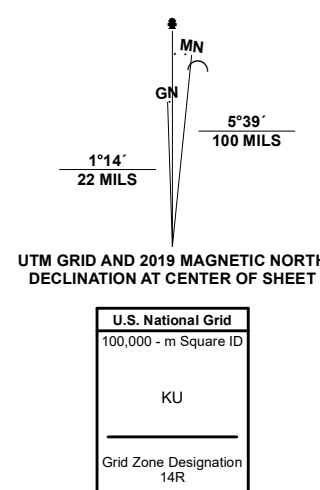 MN
GN
5°39´
100 MILS
1°14´
22 MILS
UTM GRID AND 2019 MAGNETIC NORTH
DECLINATION AT CENTER OF SHEET
U.S. National Grid
100,000 - m Square ID
KU
Grid Zone Designation
14R